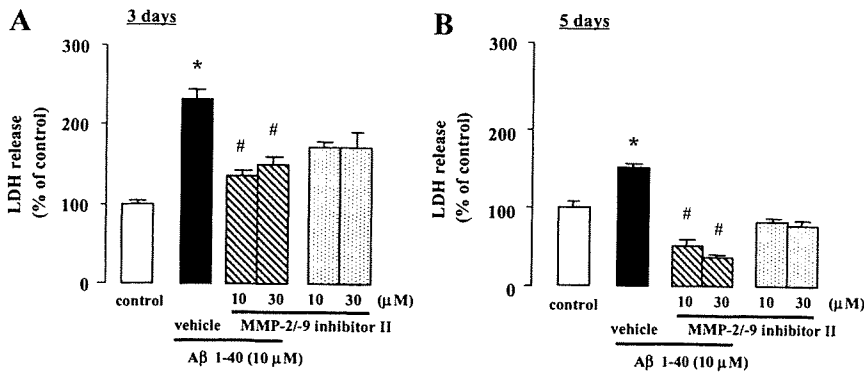 A
3 days
LDH release
(% of control)
300
200
100
0
*
#
#
control
10
30
10
30
(μM)
vehicle
MMP-2/-9 inhibitor II
Aβ 1-40 (10 μM)
B
5 days
LDH release
(% of control)
300
200
100
0
*
#
#
control
10
30
10
30
(μM)
vehicle
MMP-2/-9 inhibitor II
Aβ 1-40 (10 μM)